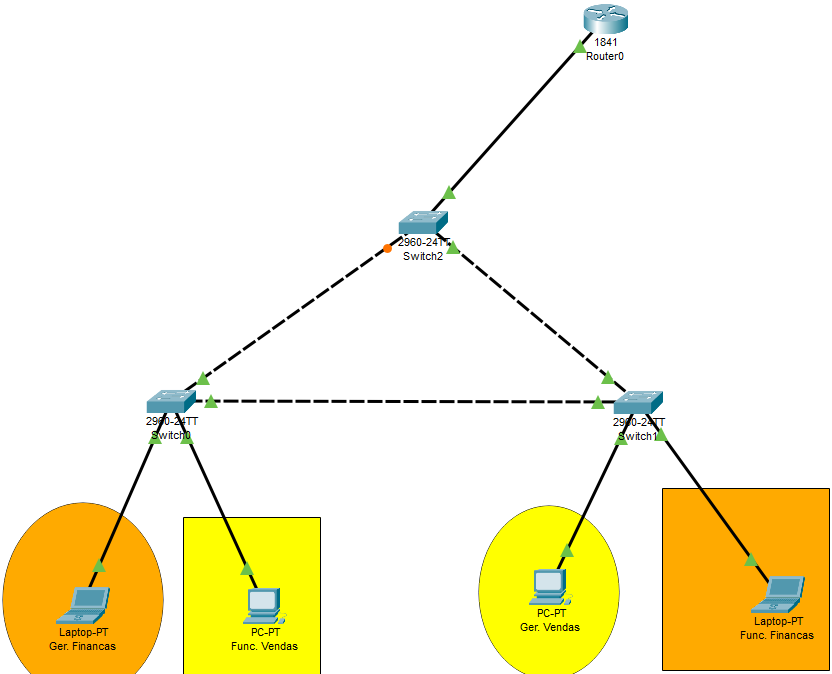 1841
Router0
2960-24TT
Switch2
2960-24TT
Switch0
2960-24TT
Switch1
Laptop-PT
Ger. Financas
PC-PT
Func. Vendas
PC-PT
Ger. Vendas
Laptop-PT
Func. Financas